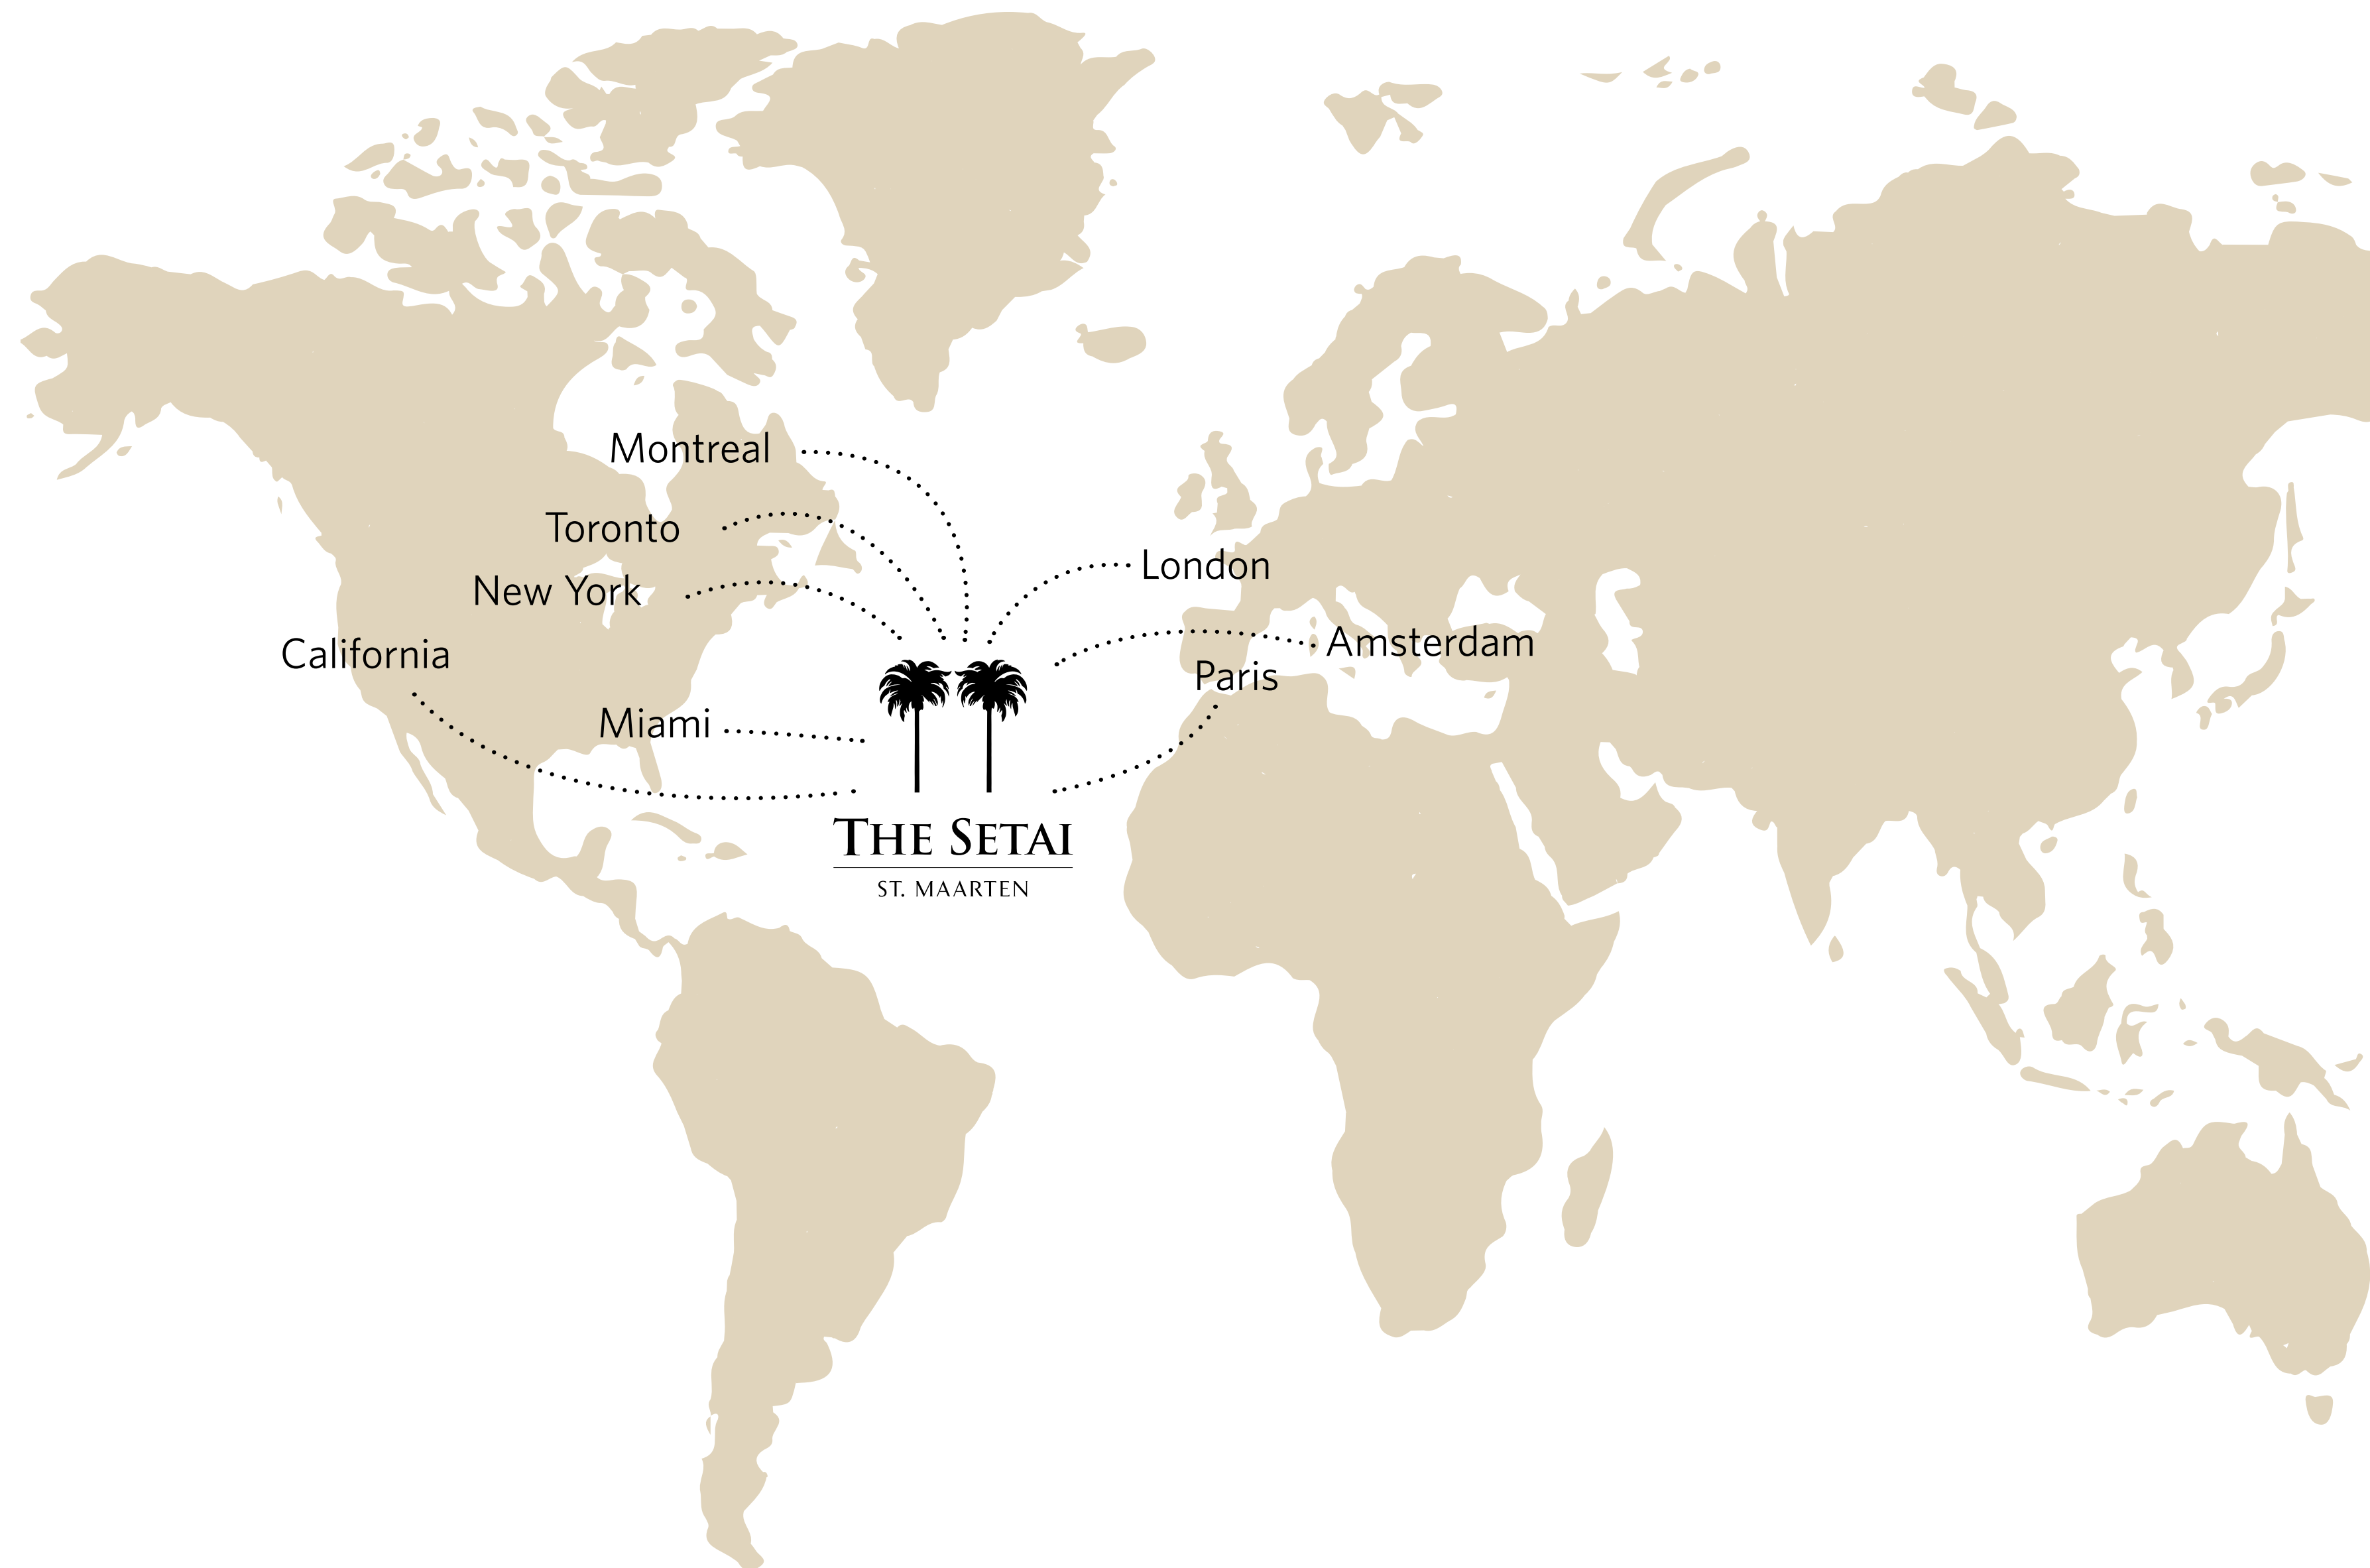 Montreal
Toronto
London
New York
Amsterdam
California
Paris
Miami
THE SETAI
ST. MAARTEN